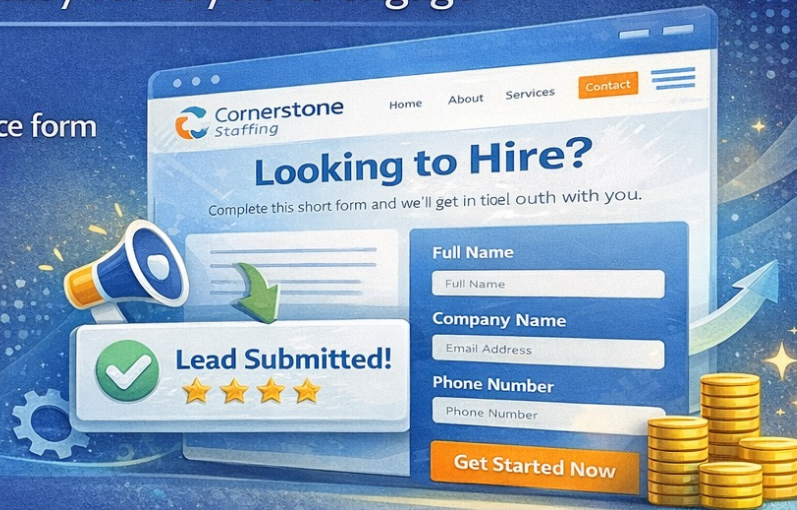 ce form
Cornerstone
Staffing
Home
About
Services
Contact
Looking to Hire?
Complete this short form and we'll get in tioel outh with you.
Full Name
Full Name
Company Name
Email Address
Phone Number
Phone Number
Get Started Now
Lead Submitted!